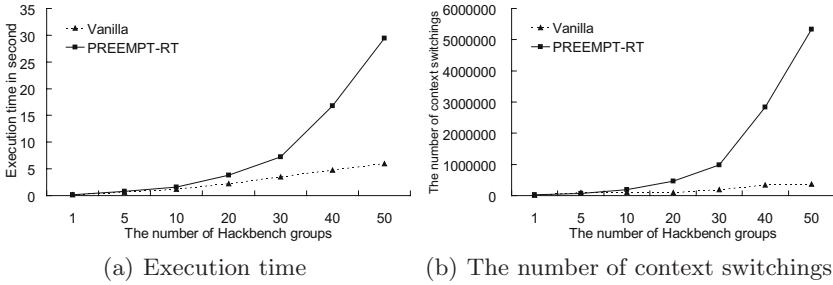 35
30
25
20
15
10
5
0
Execution time in second
Vanilla
PREEMPT-RT
1 5 10 20 30 40 50
The number of Hackbench groups
(a) Execution time
6000000
5000000
4000000
3000000
2000000
1000000
0
The number of context switchings
Vanilla
PREEMPT-RT
1 5 10 20 30 40 50
The number of Hackbench groups
(b) The number of context switchings